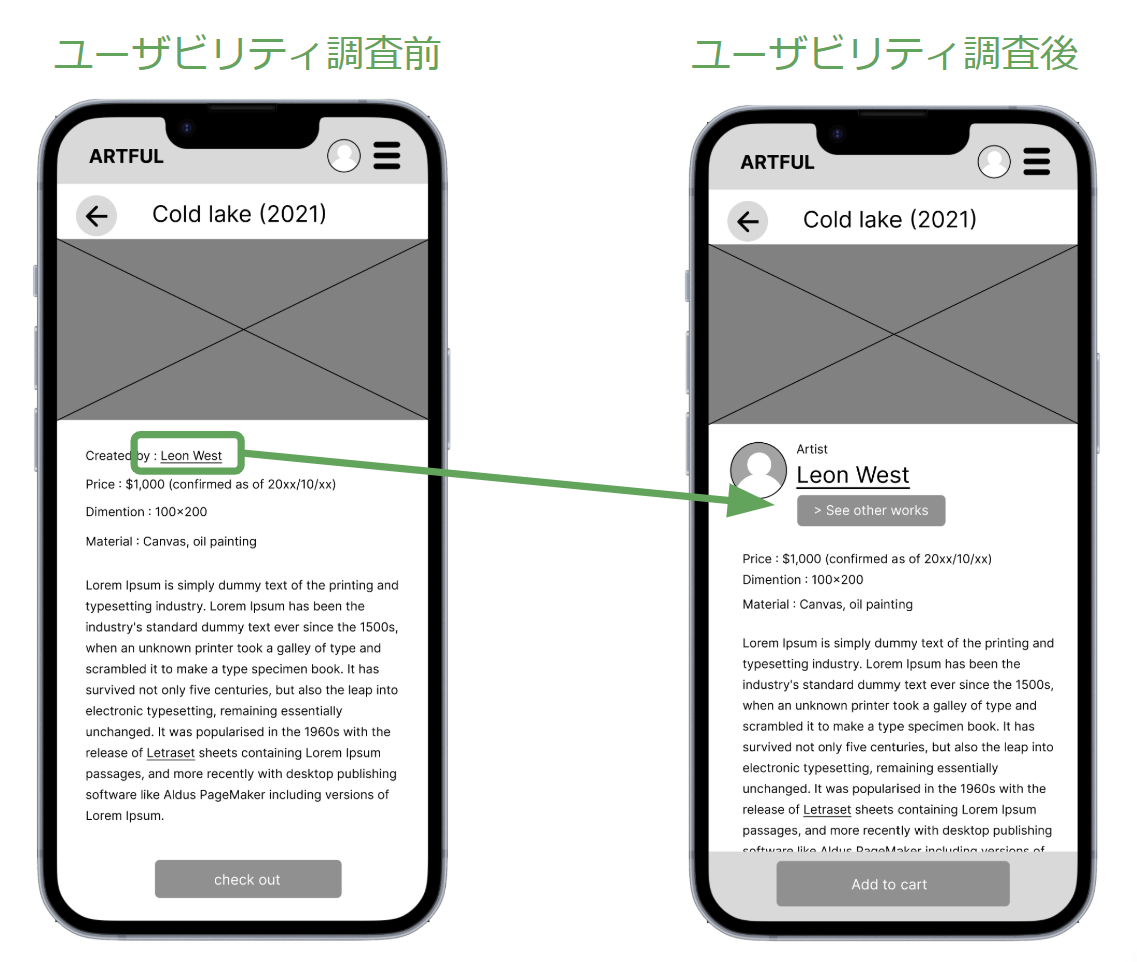 ユーザビリティ調査前
ARTFUL
Cold lake (2021)
Created by : Leon West
Price : $1,000 (confirmed as of 20xx/10/xx)
Dimention : 100×200
Material : Canvas, oil painting
Lorem Ipsum is simply dummy text of the printing and
typesetting industry. Lorem Ipsum has been the
industry's standard dummy text ever since the 1500s,
when an unknown printer took a galley of type and
scrambled it to make a type specimen book. It has
survived not only five centuries, but also the leap into
electronic typesetting, remaining essentially
unchanged. It was popularised in the 1960s with the
release of Letraset sheets containing Lorem Ipsum
passages, and more recently with desktop publishing
software like Aldus PageMaker including versions of
Lorem Ipsum.
check out
ユーザビリティ調査後
ARTFUL
Cold lake (2021)
Artist
Leon West
> See other works
Price : $1,000 (confirmed as of 20xx/10/xx)
Dimention : 100×200
Material : Canvas, oil painting
Lorem Ipsum is simply dummy text of the printing and
typesetting industry. Lorem Ipsum has been the
industry's standard dummy text ever since the 1500s,
when an unknown printer took a galley of type and
scrambled it to make a type specimen book. It has
survived not only five centuries, but also the leap into
electronic typesetting, remaining essentially
unchanged. It was popularised in the 1960s with the
release of Letraset sheets containing Lorem Ipsum
passages, and more recently with desktop publishing
software like Aldus PageMaker including versions of
Add to cart